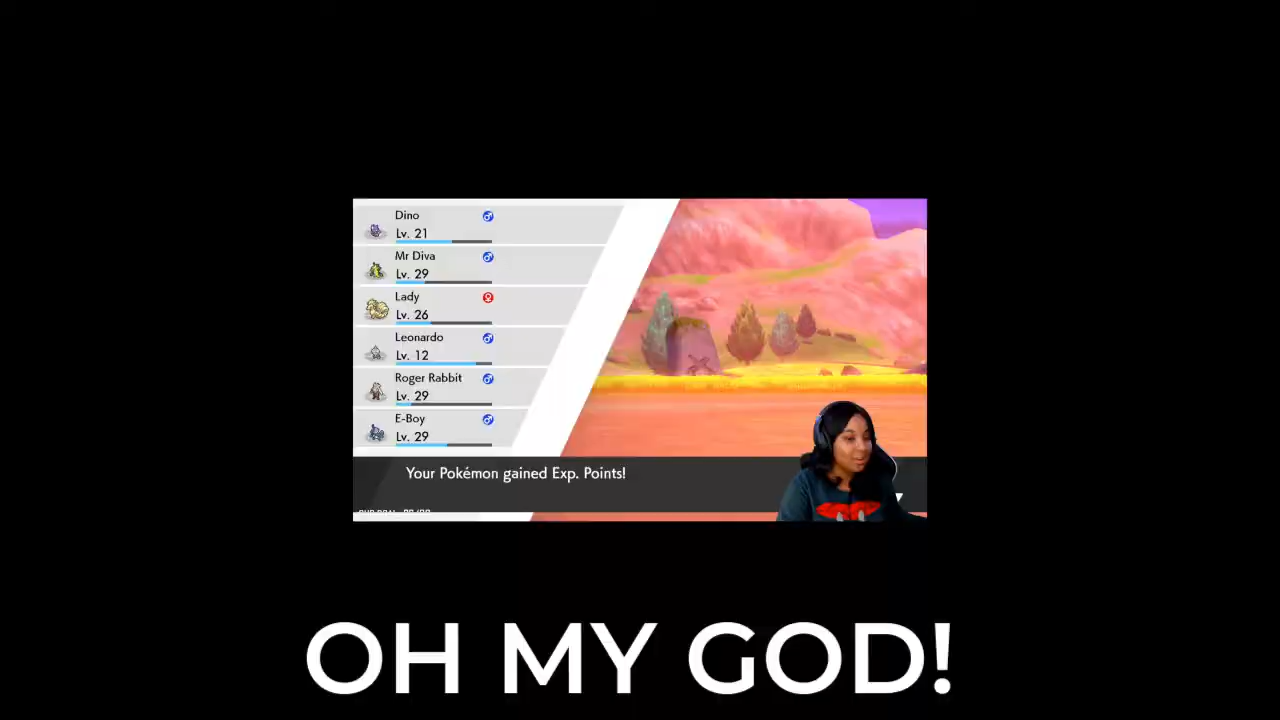 Dino
Lv. 21
Mr Diva
Lv. 29
Lady
Lv. 26
Leonardo
Lv. 12
Roger Rabbit
Lv. 29
E-Boy
Lv. 29
Your Pokémon gained Exp. Points!
OH MY GOD!